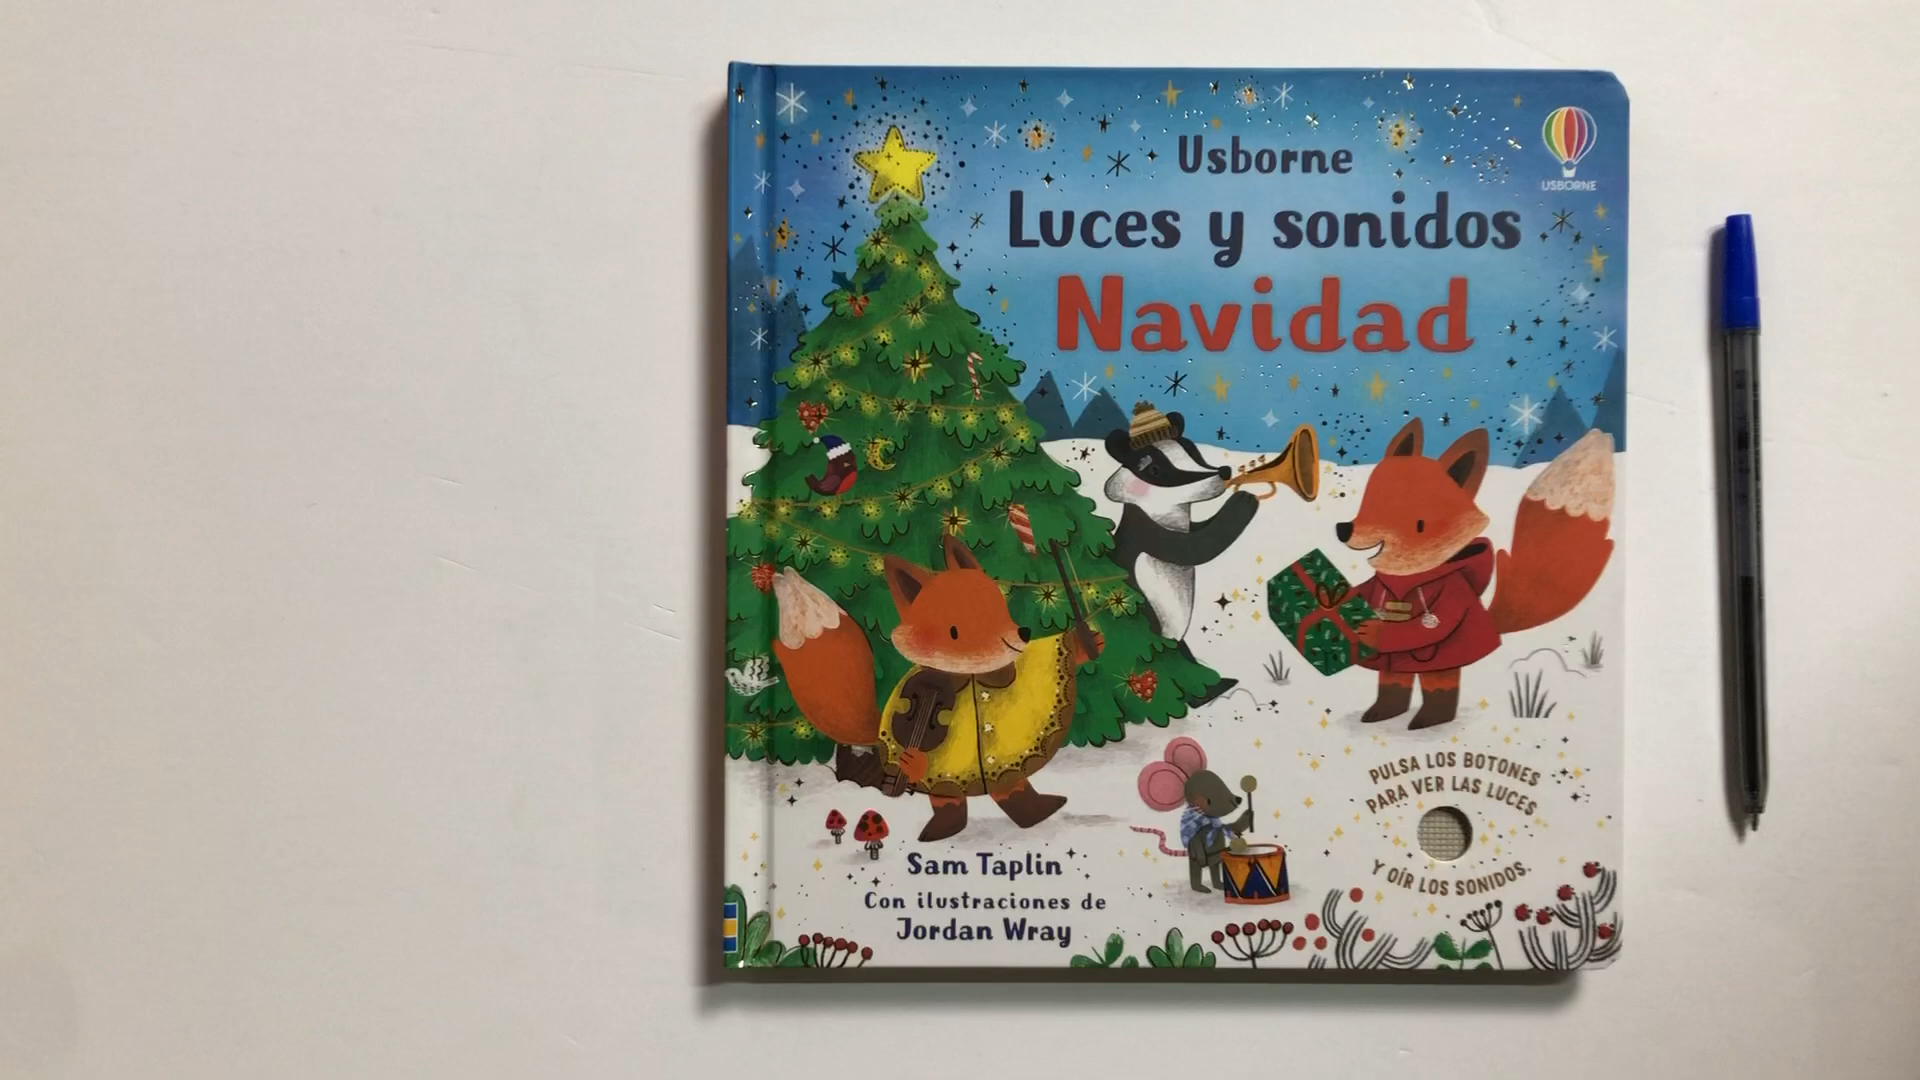 Usborne
Luces y sonidos
Navidad
USBORNE
PULSA LOS BOTONES
PARA VER LAS LUCES
Y OÍR LOS SONIDOS.
Sam Taplin
Con ilustraciones de
Jordan Wray